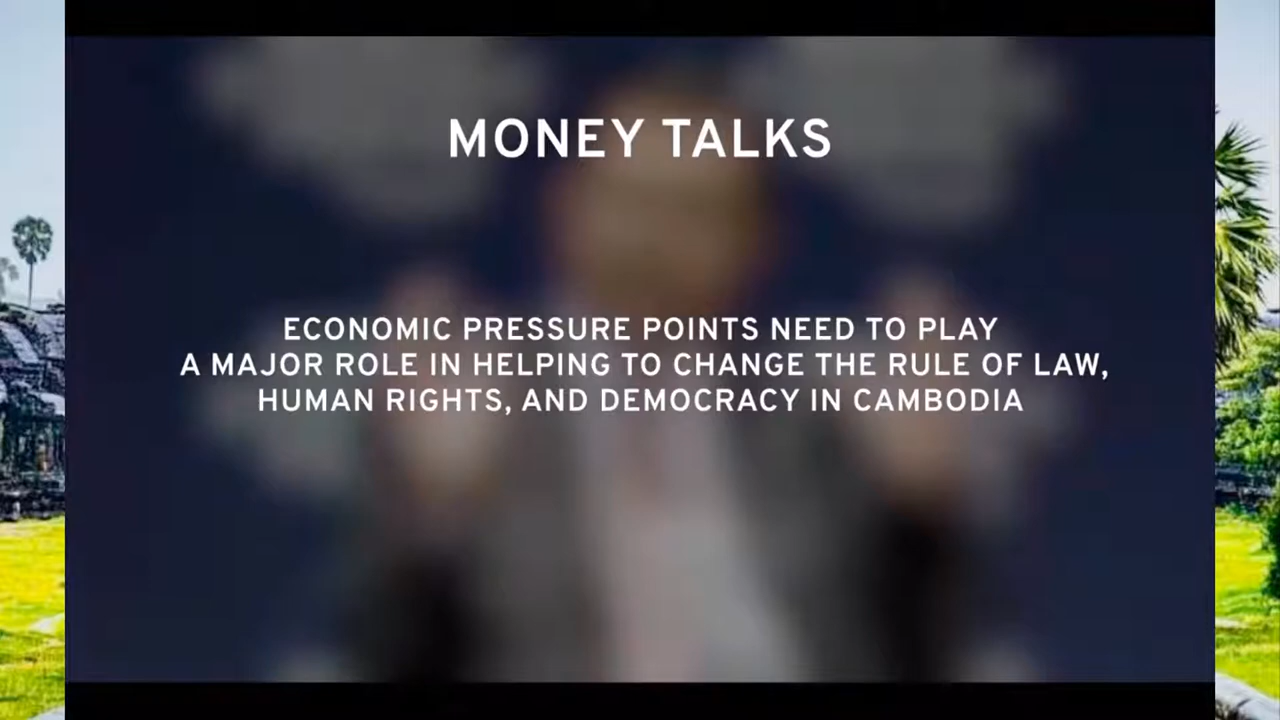 MONEY TALKS
ECONOMIC PRESSURE POINTS NEED TO PLAY
A MAJOR ROLE IN HELPING TO CHANGE THE RULE OF LAW,
HUMAN RIGHTS, AND DEMOCRACY IN CAMBODIA